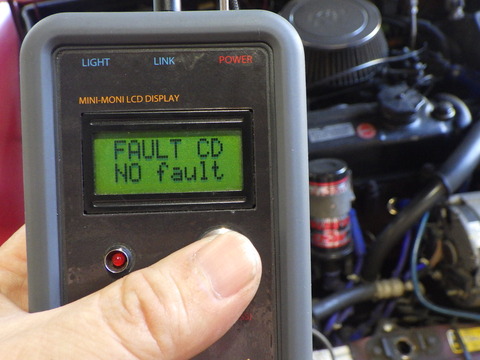 LIGHT LINK POWER
MINI-MONI LCD DISPLAY
FAULT CD
NO fault